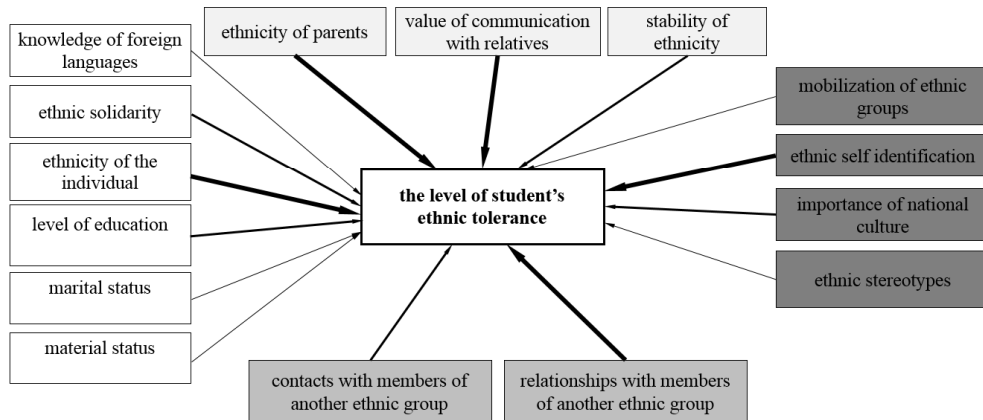 knowledge of foreign
languages
ethnic solidarity
ethnicity of the
individual
level of education
marital status
material status
ethnicity of parents
value of communication
with relatives
stability of
ethnicity
mobilization of ethnic
groups
ethnic self identification
importance of national
culture
ethnic stereotypes
the level of student’s
ethnic tolerance
contacts with members of
another ethnic group
relationships with members
of another ethnic group